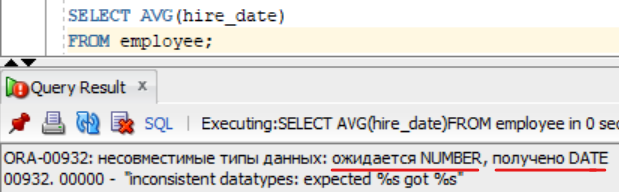 SELECT AVG(hire_date)
FROM employee;
Query Result x
SQL | Executing:SELECT AVG(hire_date)FROM employee in 0 sec
ORA-00932: несовместимые типы данных: ожидается NUMBER, получено DATE
00932. 00000 - "inconsistent datatypes: expected %s got %s"